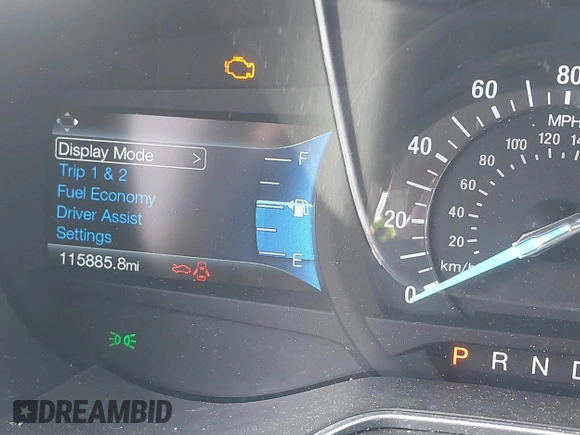 Display Mode >
Trip 1 & 2
Fuel Economy
Driver Assist
Settings
115885.8mi
F
E
0
20
40
60
80
MPH
20
40
60
80
100
120
km/h
P R N D
DREAMBID